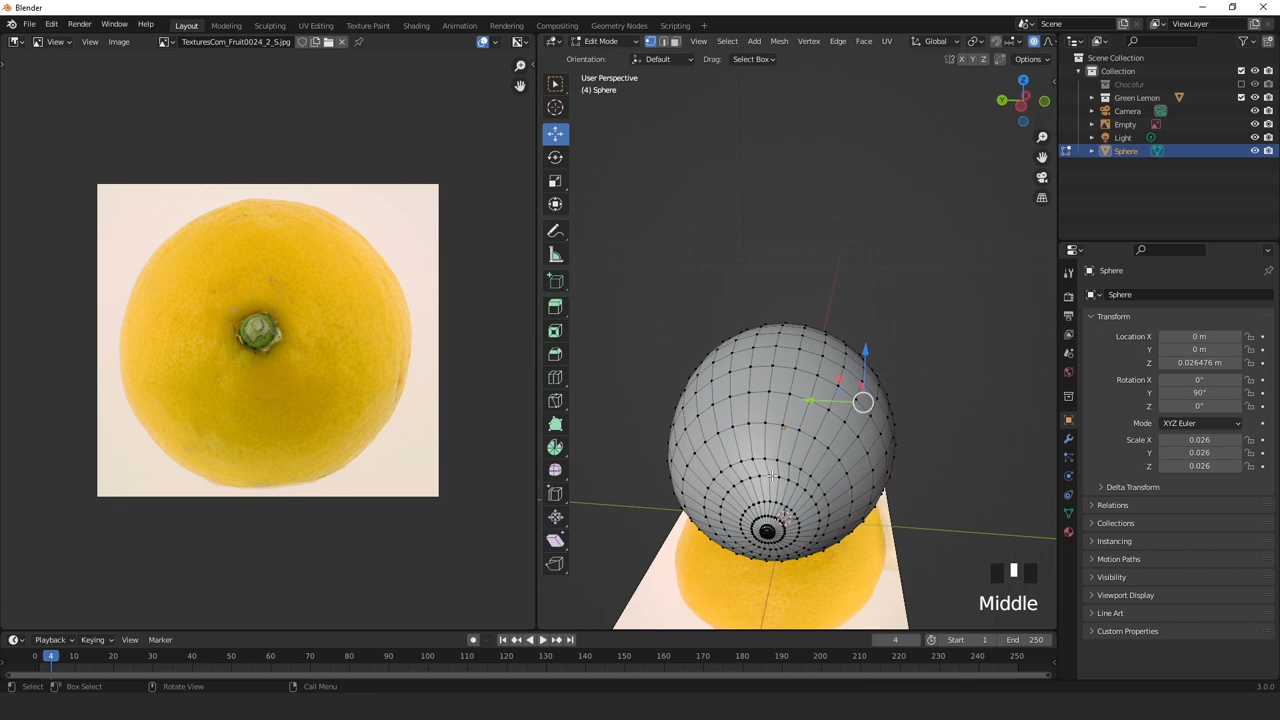 Blender
File Edit Render Window Help Layout Modeling Sculpting UV Editing Texture Paint Shading Animation Rendering Compositing Geometry Nodes Scripting + Scene ViewLayer
View View Image TexturesCom_Fruit0024_2_S.jpg Edit Mode View Select Add Mesh Vertex Edge Face UV Global
Orientation: Default Drag: Select Box X Y Z Options
User Perspective
(4) Sphere
Z
Y
X
Middle
Scene Collection
Collection
Chocofur
Green Lemon
Camera
Empty
Light
Sphere
Sphere
Sphere
Transform
Location X 0 m
Y 0 m
Z 0.026476 m
Rotation X 0°
Y 90°
Z 0°
Mode XYZ Euler
Scale X 0.026
Y 0.026
Z 0.026
Delta Transform
Relations
Collections
Instancing
Motion Paths
Visibility
Viewport Display
Line Art
Custom Properties
Playback Keying View Marker 4 Start 1 End 250
0 4 10 20 30 40 50 60 70 80 90 100 110 120 130 140 150 160 170 180 190 200 210 220 230 240 250
Select Box Select Rotate View Call Menu 3.0.0